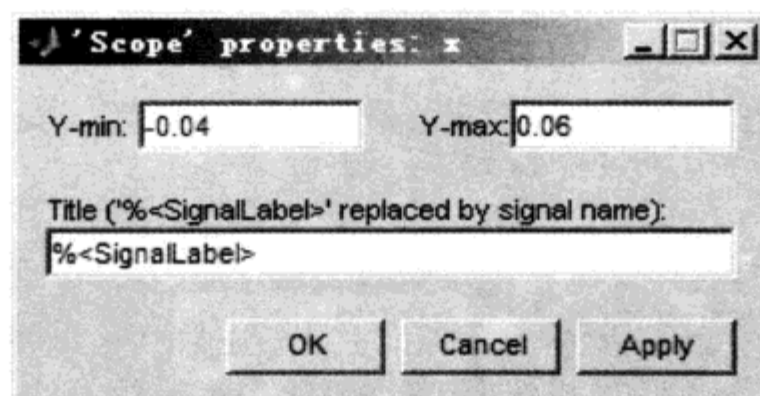 'Scope' properties: x
Y-min: -0.04 Y-max: 0.06
Title ('%<SignalLabel>' replaced by signal name):
%<SignalLabel>
OK Cancel Apply